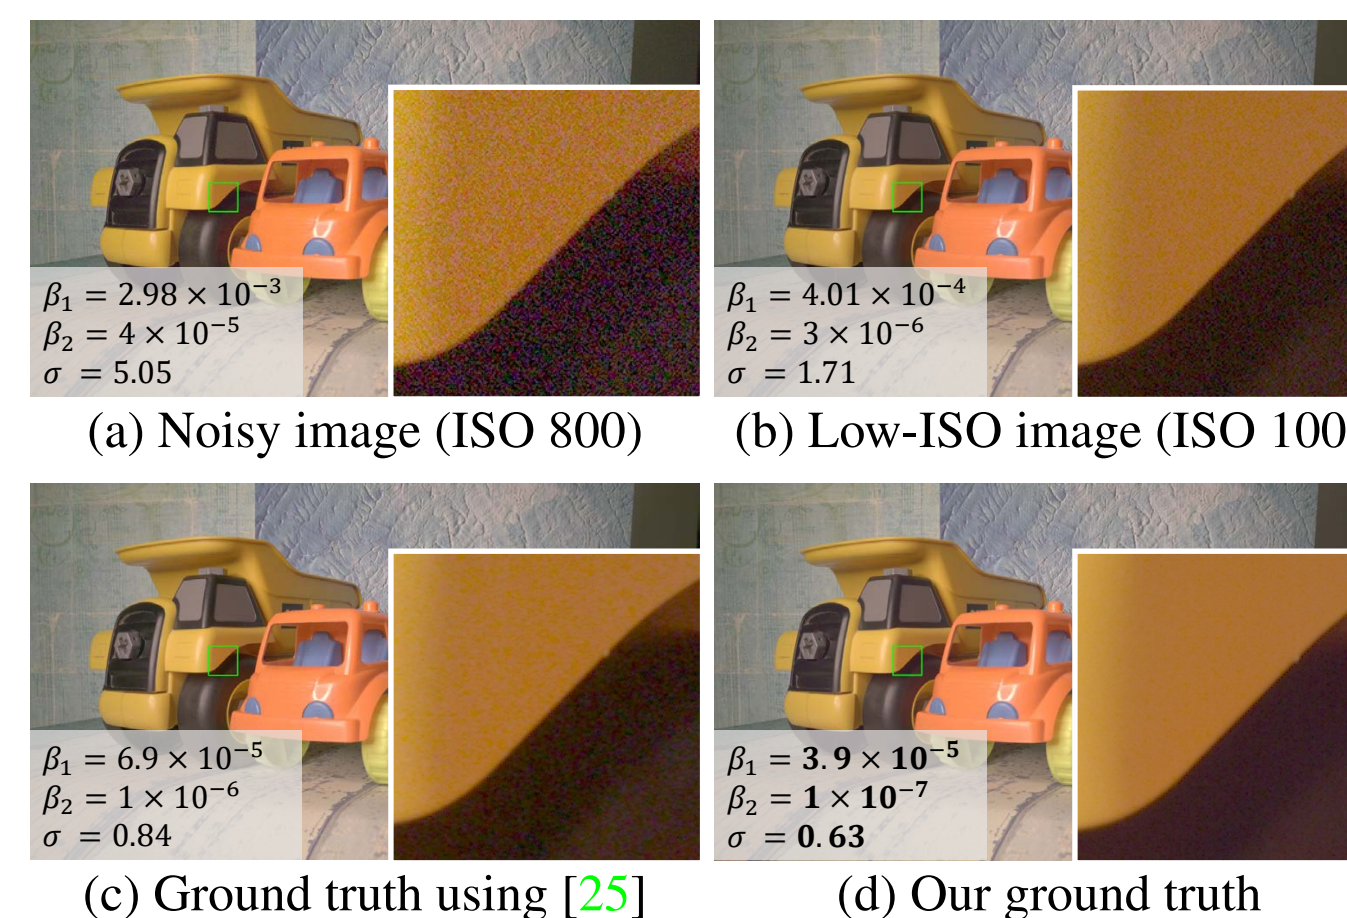 β₁ = 2.98 × 10⁻³
β₂ = 4 × 10⁻⁵
σ = 5.05
(a) Noisy image (ISO 800)
β₁ = 4.01 × 10⁻⁴
β₂ = 3 × 10⁻⁶
σ = 1.71
(b) Low-ISO image (ISO 100
β₁ = 6.9 × 10⁻⁵
β₂ = 1 × 10⁻⁶
σ = 0.84
(c) Ground truth using [25]
β₁ = 3.9 × 10⁻⁵
β₂ = 1 × 10⁻⁷
σ = 0.63
(d) Our ground truth